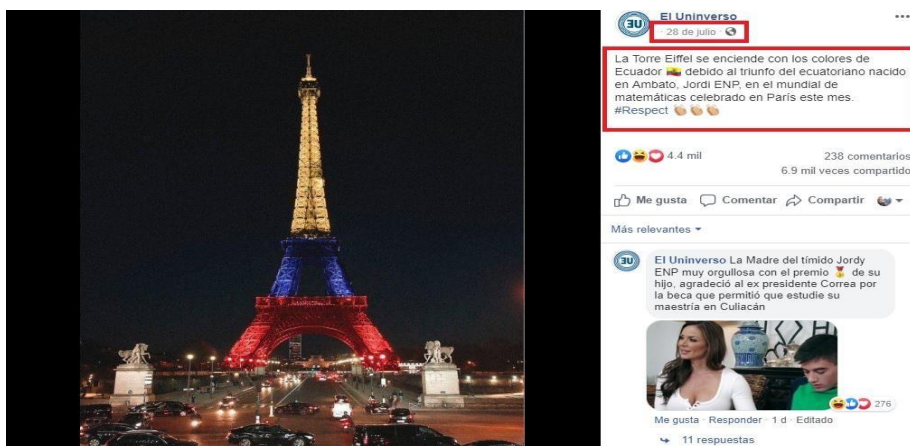 EU
El Uninverso
· 28 de julio ·
...
La Torre Eiffel se enciende con los colores de
Ecuador debido al triunfo del ecuatoriano nacido
en Ambato, Jordi ENP, en el mundial de
matemáticas celebrado en París este mes.
#Respect
4.4 mil
238 comentarios
6.9 mil veces compartido
Me gusta Comentar Compartir
Más relevantes
EU
El Uninverso La Madre del tímido Jordy
ENP muy orgullosa con el premio de su
hijo, agradeció al ex presidente Correa por
la beca que permitió que estudie su
maestría en Culiacán
276
Me gusta · Responder · 1 d · Editado
11 respuestas